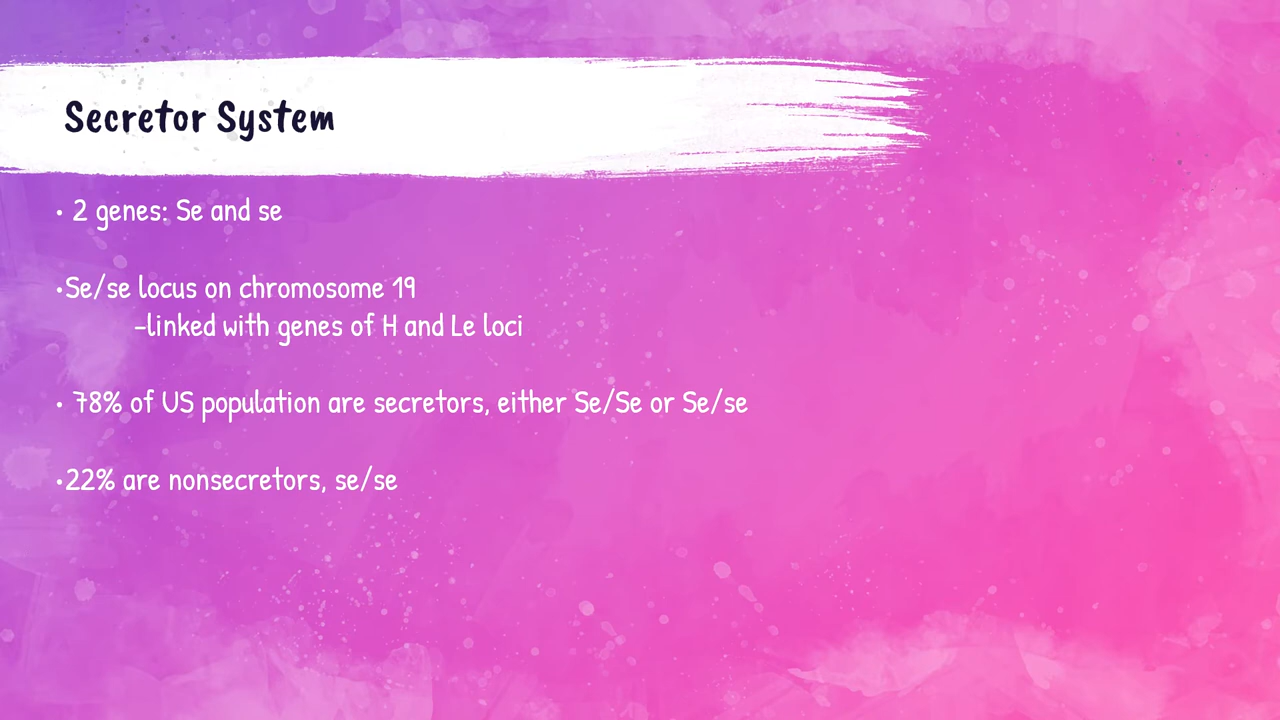 Secretor System
• 2 genes: Se and se
•Se/se locus on chromosome 19
–linked with genes of H and Le loci
• 78% of US population are secretors, either Se/Se or Se/se
•22% are nonsecretors, se/se